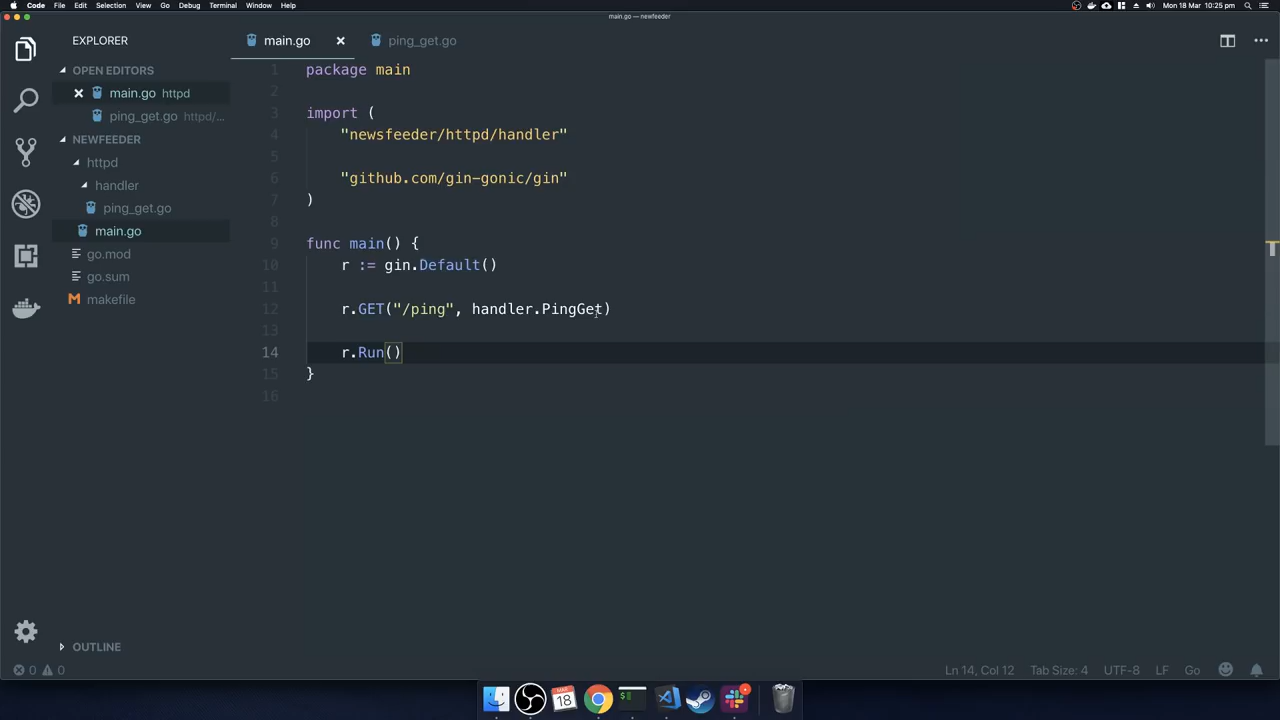 Code File Edit Selection View Go Debug Terminal Window Help Mon 18 Mar 10:25 pm
main.go — newfeeder
EXPLORER
OPEN EDITORS
main.go httpd
ping_get.go httpd/...
NEWFEEDER
httpd
handler
ping_get.go
main.go
go.mod
go.sum
makefile
OUTLINE
main.go ping_get.go
1 package main
2
3 import (
4 "newsfeeder/httpd/handler"
5
6 "github.com/gin-gonic/gin"
7 )
8
9 func main() {
10 r := gin.Default()
11
12 r.GET("/ping", handler.PingGet)
13
14 r.Run()
15 }
16
0 0 Ln 14, Col 12 Tab Size: 4 UTF-8 LF Go
MAR
18
$
4